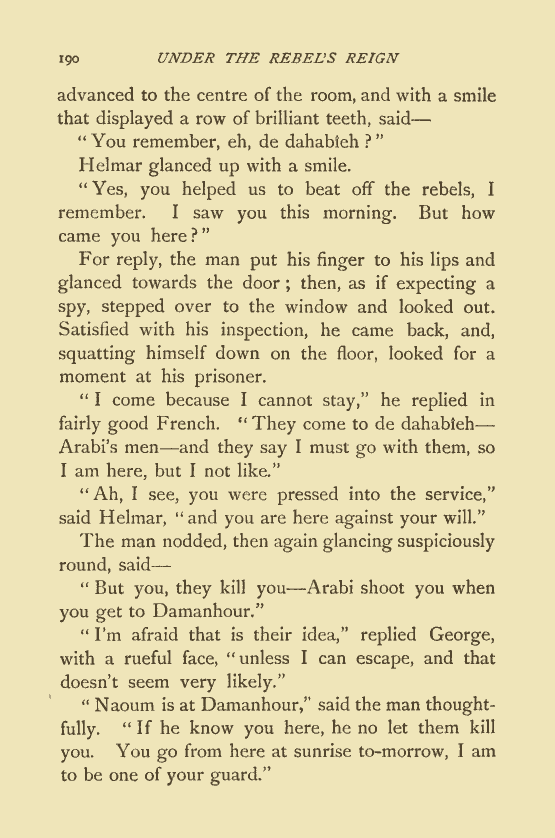 190 UNDER THE REBEL'S REIGN
advanced to the centre of the room, and with a smile
that displayed a row of brilliant teeth, said—
“ You remember, eh, de dahabîeh ? ”
Helmar glanced up with a smile.
“ Yes, you helped us to beat off the rebels, I
remember. I saw you this morning. But how
came you here ? ”
For reply, the man put his finger to his lips and
glanced towards the door ; then, as if expecting a
spy, stepped over to the window and looked out.
Satisfied with his inspection, he came back, and,
squatting himself down on the floor, looked for a
moment at his prisoner.
“ I come because I cannot stay,” he replied in
fairly good French. “ They come to de dahabîeh—
Arabi's men—and they say I must go with them, so
I am here, but I not like.”
“ Ah, I see, you were pressed into the service,”
said Helmar, “ and you are here against your will.”
The man nodded, then again glancing suspiciously
round, said—
“ But you, they kill you—Arabi shoot you when
you get to Damanhour.”
“ I'm afraid that is their idea,” replied George,
with a rueful face, “ unless I can escape, and that
doesn't seem very likely.”
“ Naoum is at Damanhour,” said the man thought-
fully. “ If he know you here, he no let them kill
you. You go from here at sunrise to-morrow, I am
to be one of your guard.”